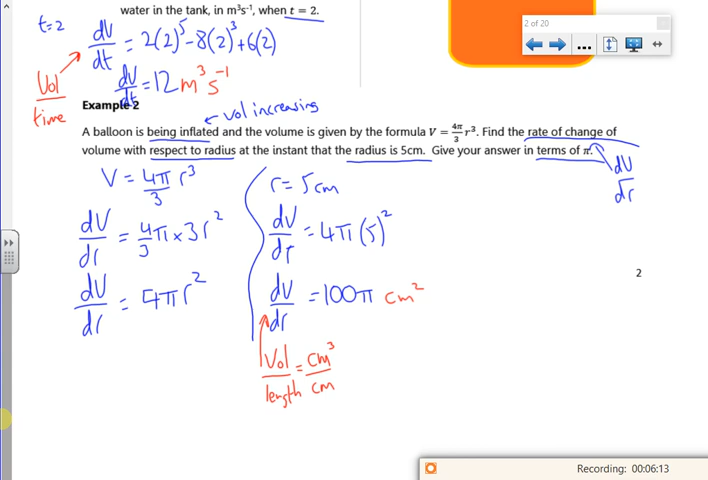 water in the tank, in m³s⁻¹, when t = 2.
2 of 20
t=2
dV/dt = 2(2)⁵ - 8(2)³ + 6(2)
Vol/time
dV/dt = 12 m³s⁻¹
Example 2
← vol increasing
A balloon is being inflated and the volume is given by the formula V = 4π/3 r³. Find the rate of change of
volume with respect to radius at the instant that the radius is 5cm. Give your answer in terms of π.
dV/dr
V = 4π/3 r³
r = 5cm
dV/dr = 4/3 π × 3r²
dV/dr = 4π(5)²
2
dV/dr = 4πr²
dV/dr = 100π cm²
Vol/length = cm³/cm
Recording: 00:06:13